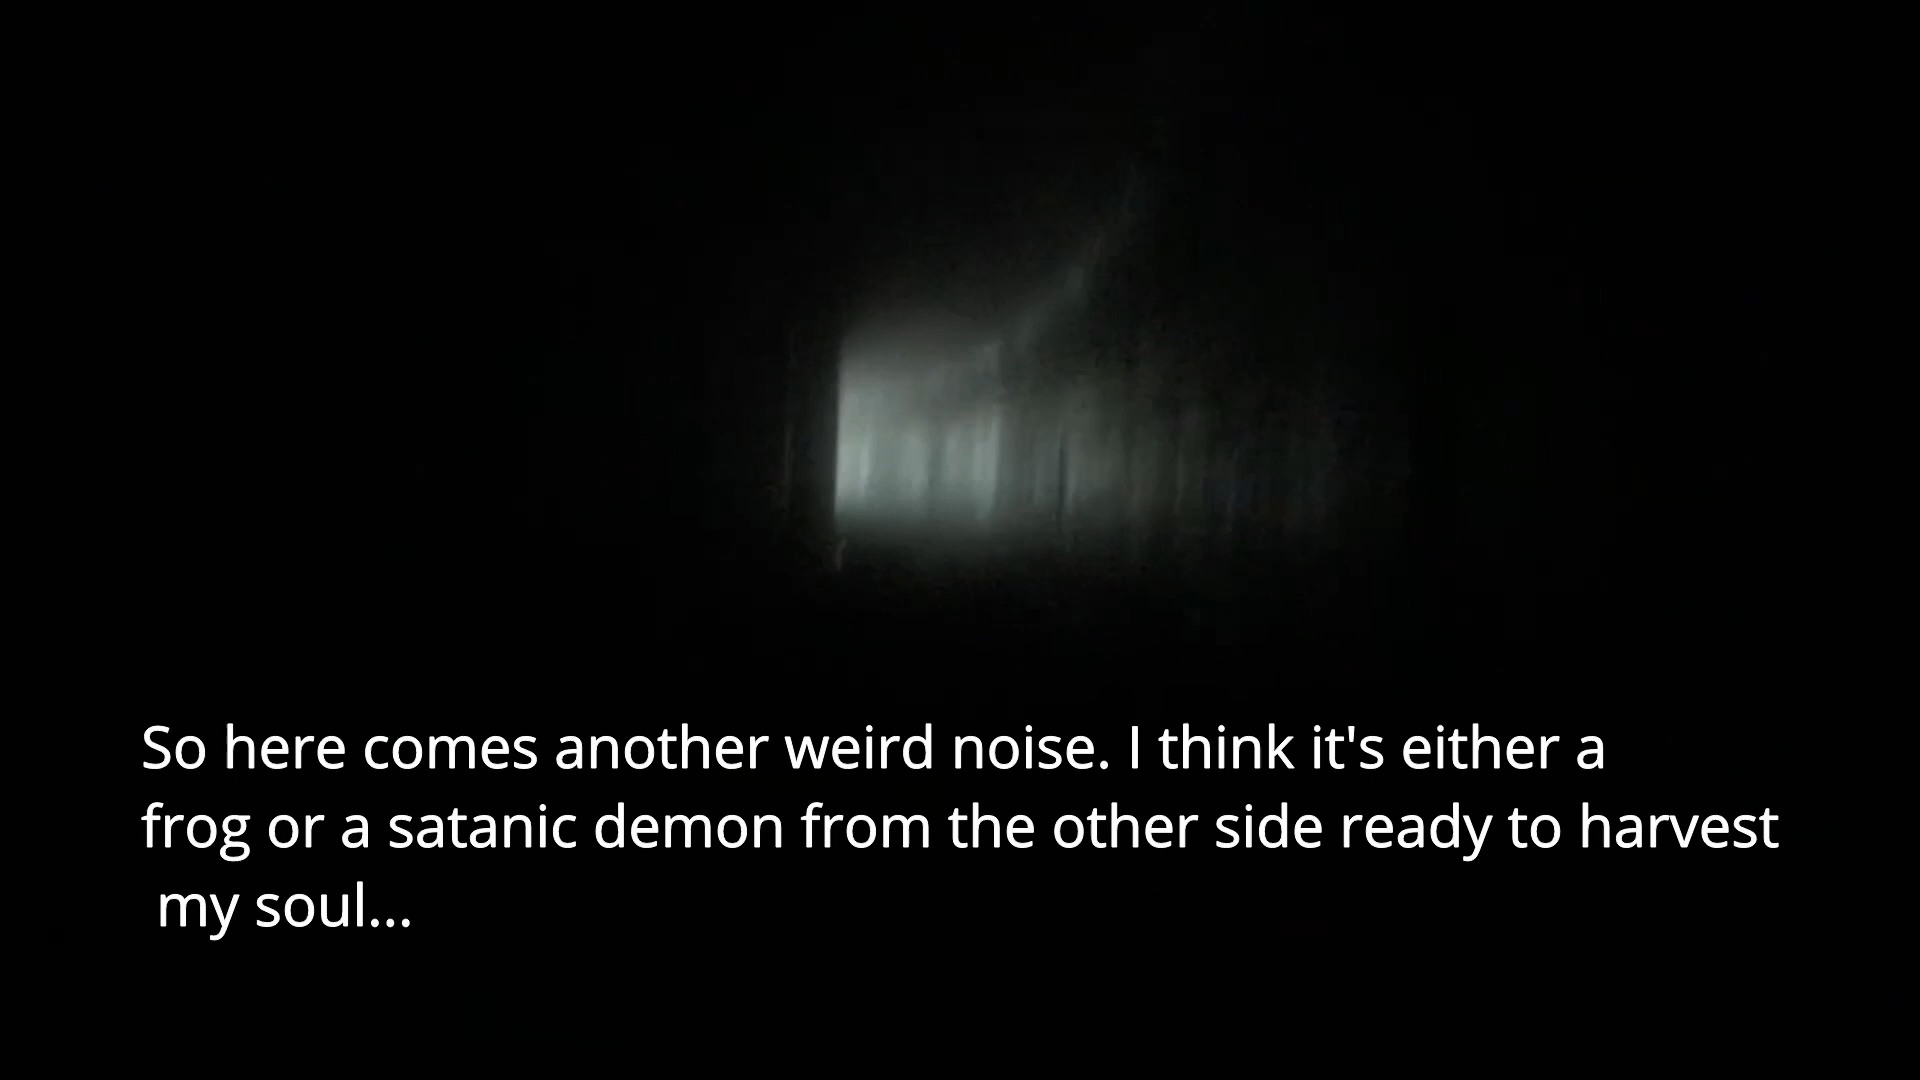 So here comes another weird noise. I think it's either a
frog or a satanic demon from the other side ready to harvest
my soul...